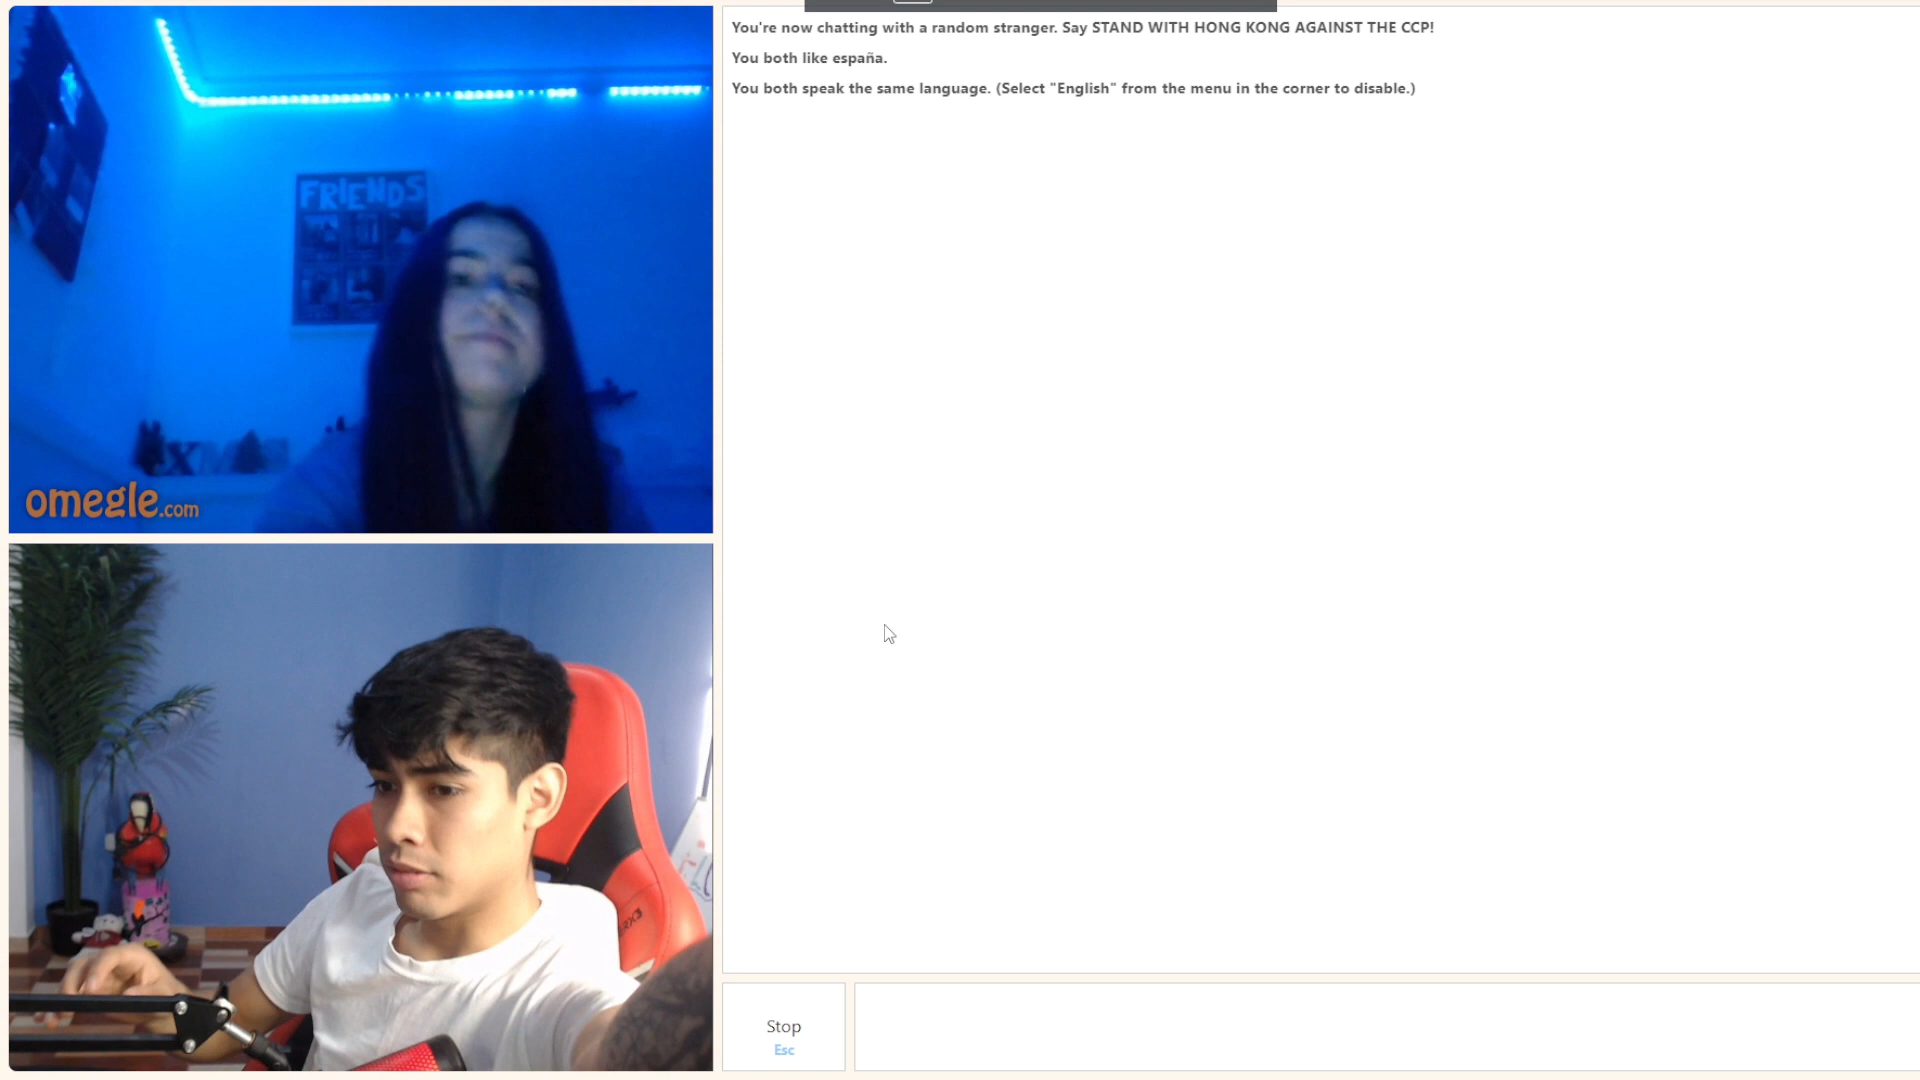 You're now chatting with a random stranger. Say STAND WITH HONG KONG AGAINST THE CCP!
You both like españa.
You both speak the same language. (Select "English" from the menu in the corner to disable.)
FRIENDS
omegle.com
Stop
Esc